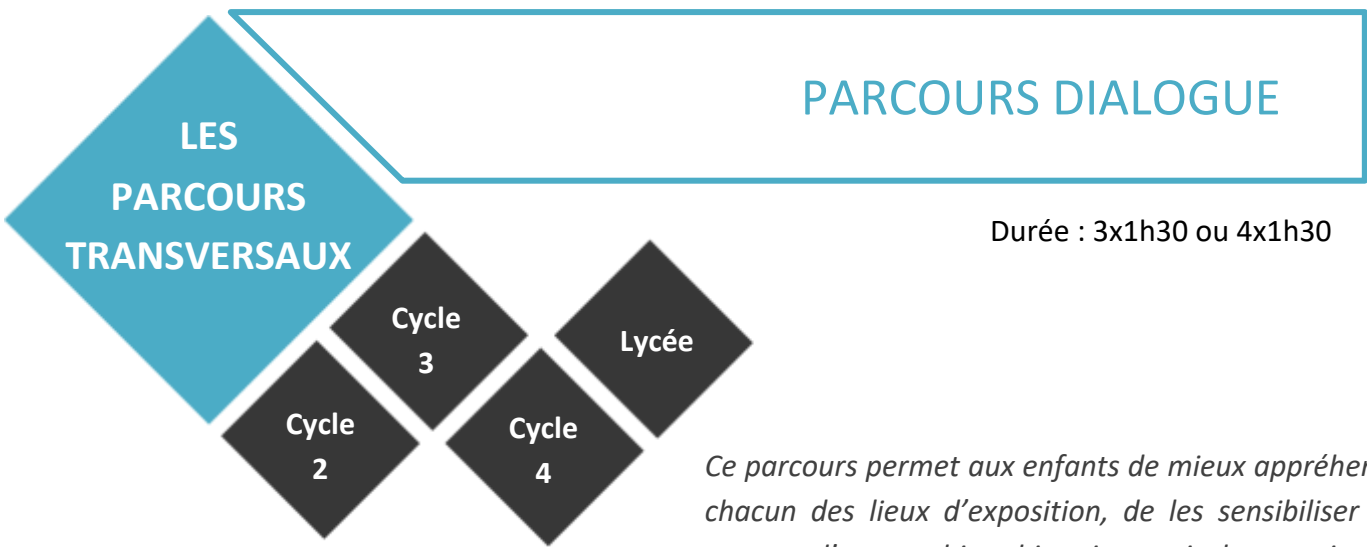 PARCOURS DIALOGUE
LES
PARCOURS
TRANSVERSAUX
Durée : 3x1h30 ou 4x1h30
Cycle
3
Lycée
Cycle
2
Cycle
4
Ce parcours permet aux enfants de mieux
chacun des lieux d’exposition, de les sensibiliser